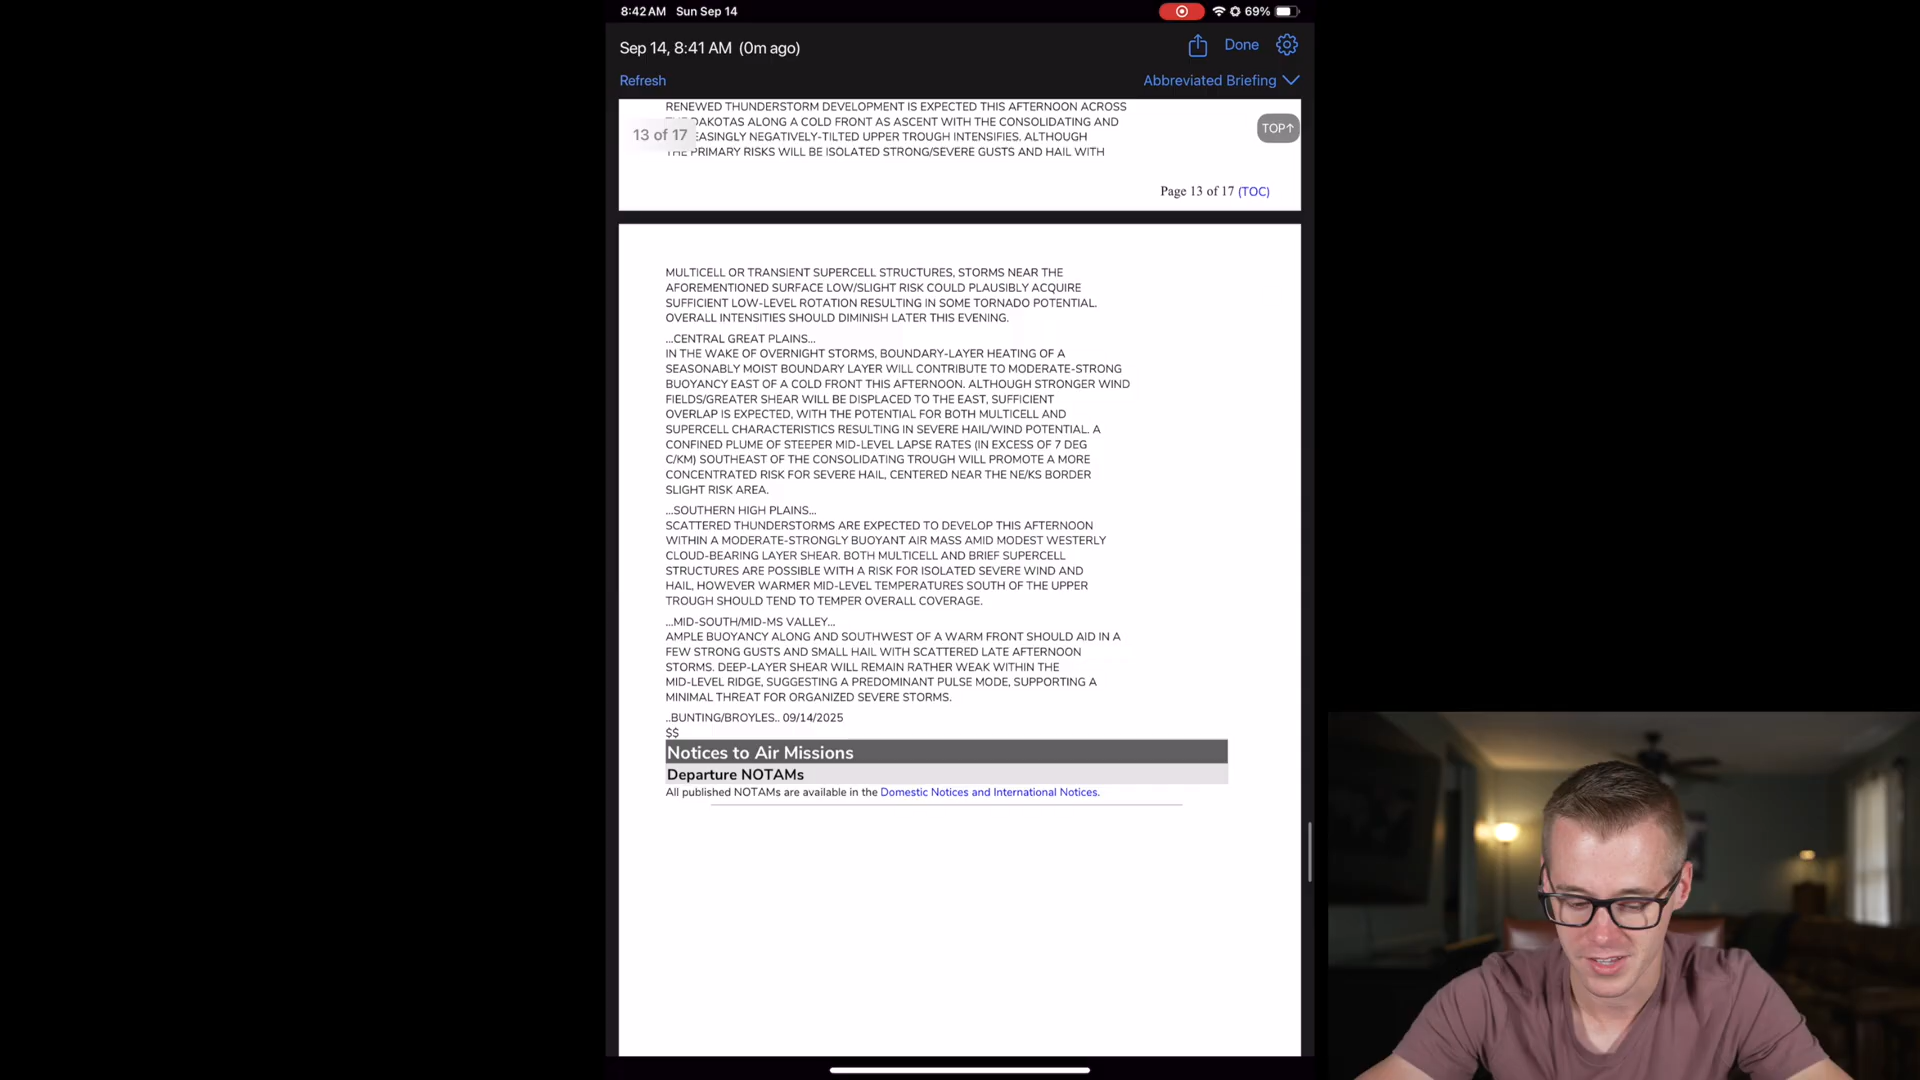 8:42 AM Sun Sep 14
69%
Sep 14, 8:41 AM (0m ago)
Done
Refresh
Abbreviated Briefing
RENEWED THUNDERSTORM DEVELOPMENT IS EXPECTED THIS AFTERNOON ACROSS
DAKOTAS ALONG A COLD FRONT AS ASCENT WITH THE CONSOLIDATING AND
13 of 17
TOP↑
EASINGLY NEGATIVELY-TILTED UPPER TROUGH INTENSIFIES. ALTHOUGH
THE PRIMARY RISKS WILL BE ISOLATED STRONG/SEVERE GUSTS AND HAIL WITH
Page 13 of 17 (TOC)
MULTICELL OR TRANSIENT SUPERCELL STRUCTURES, STORMS NEAR THE
AFOREMENTIONED SURFACE LOW/SLIGHT RISK COULD PLAUSIBLY ACQUIRE
SUFFICIENT LOW-LEVEL ROTATION RESULTING IN SOME TORNADO POTENTIAL.
OVERALL INTENSITIES SHOULD DIMINISH LATER THIS EVENING.
...CENTRAL GREAT PLAINS...
IN THE WAKE OF OVERNIGHT STORMS, BOUNDARY-LAYER HEATING OF A
SEASONABLY MOIST BOUNDARY LAYER WILL CONTRIBUTE TO MODERATE-STRONG
BUOYANCY EAST OF A COLD FRONT THIS AFTERNOON. ALTHOUGH STRONGER WIND
FIELDS/GREATER SHEAR WILL BE DISPLACED TO THE EAST, SUFFICIENT
OVERLAP IS EXPECTED, WITH THE POTENTIAL FOR BOTH MULTICELL AND
SUPERCELL CHARACTERISTICS RESULTING IN SEVERE HAIL/WIND POTENTIAL. A
CONFINED PLUME OF STEEPER MID-LEVEL LAPSE RATES (IN EXCESS OF 7 DEG
C/KM) SOUTHEAST OF THE CONSOLIDATING TROUGH WILL PROMOTE A MORE
CONCENTRATED RISK FOR SEVERE HAIL, CENTERED NEAR THE NE/KS BORDER
SLIGHT RISK AREA.
...SOUTHERN HIGH PLAINS...
SCATTERED THUNDERSTORMS ARE EXPECTED TO DEVELOP THIS AFTERNOON
WITHIN A MODERATE-STRONGLY BUOYANT AIR MASS AMID MODEST WESTERLY
CLOUD-BEARING LAYER SHEAR. BOTH MULTICELL AND BRIEF SUPERCELL
STRUCTURES ARE POSSIBLE WITH A RISK FOR ISOLATED SEVERE WIND AND
HAIL, HOWEVER WARMER MID-LEVEL TEMPERATURES SOUTH OF THE UPPER
TROUGH SHOULD TEND TO TEMPER OVERALL COVERAGE.
...MID-SOUTH/MID-MS VALLEY...
AMPLE BUOYANCY ALONG AND SOUTHWEST OF A WARM FRONT SHOULD AID IN A
FEW STRONG GUSTS AND SMALL HAIL WITH SCATTERED LATE AFTERNOON
STORMS. DEEP-LAYER SHEAR WILL REMAIN RATHER WEAK WITHIN THE
MID-LEVEL RIDGE, SUGGESTING A PREDOMINANT PULSE MODE, SUPPORTING A
MINIMAL THREAT FOR ORGANIZED SEVERE STORMS.
..BUNTING/BROYLES.. 09/14/2025
$$
Notices to Air Missions
Departure NOTAMs
All published NOTAMs are available in the Domestic Notices and International Notices.